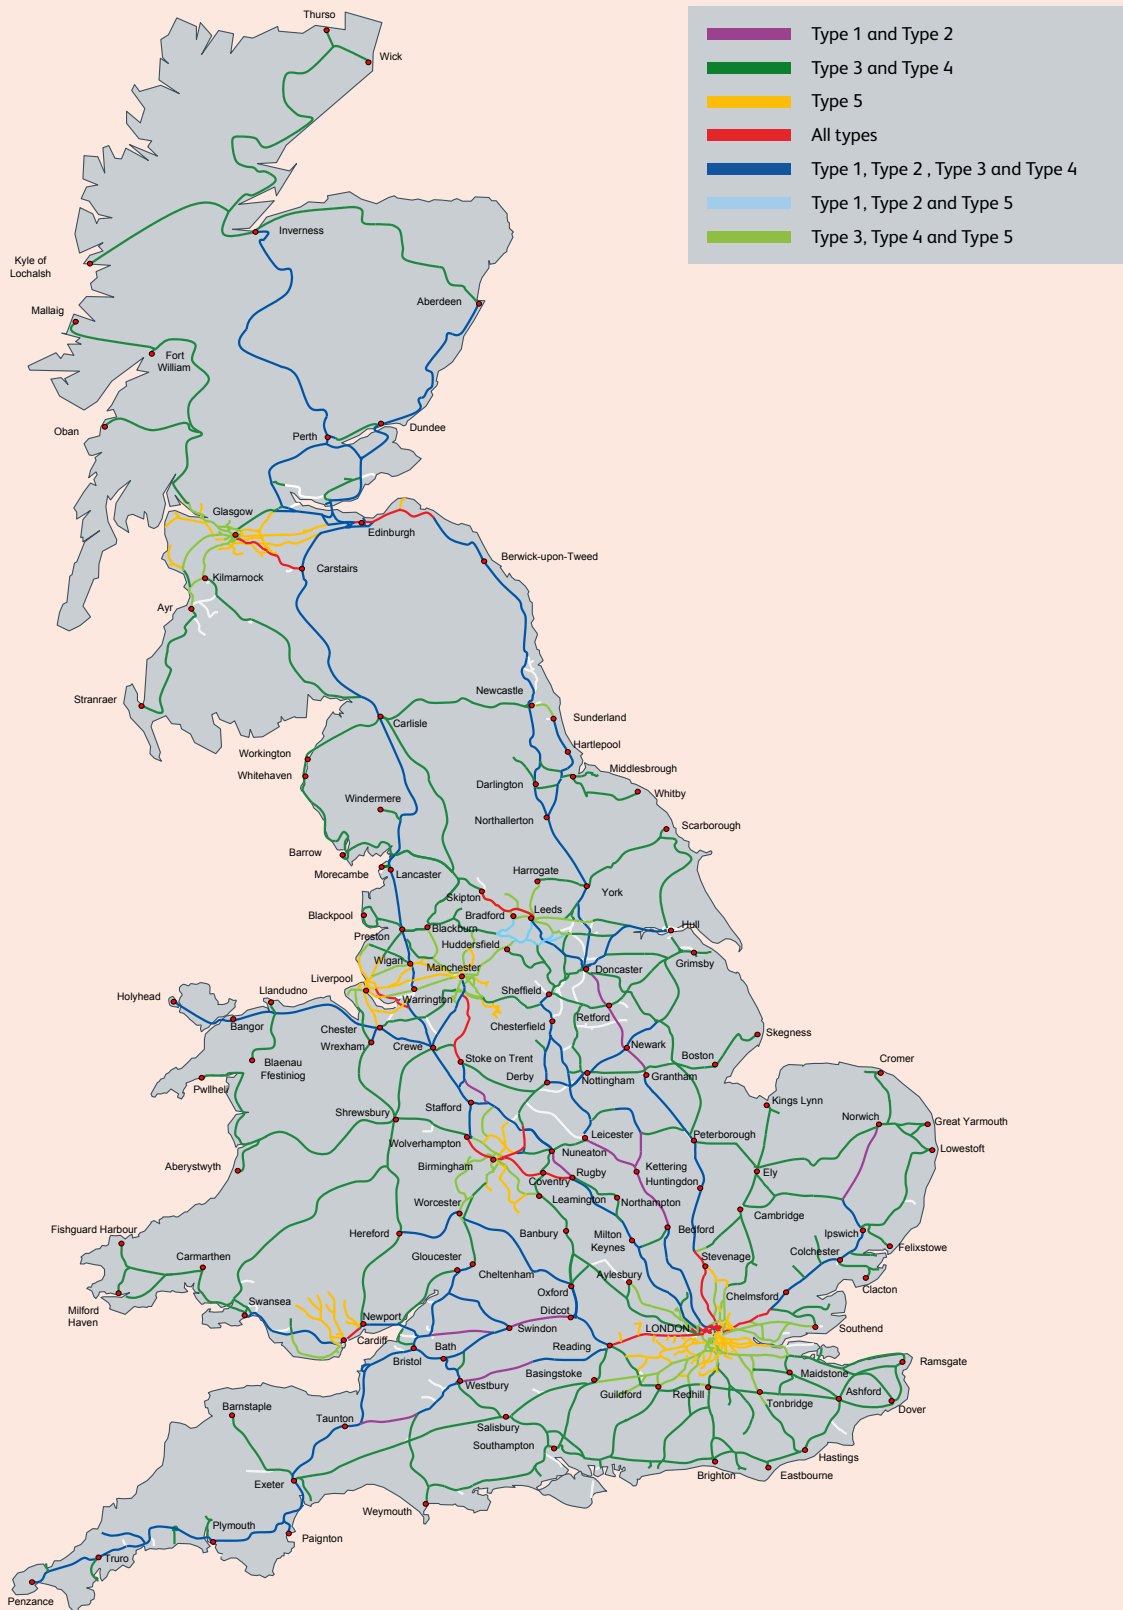 Type 1 and Type 2
Type 3 and Type 4
Type 5
All types
Type 1, Type 2 , Type 3 and Type 4
Type 1, Type 2 and Type 5
Type 3, Type 4 and Type 5
Thurso
Wick
Inverness
Kyle of
Lochalsh
Aberdeen
Mallaig
Fort
William
Oban
Perth
Dundee
Glasgow
Edinburgh
Berwick-upon-Tweed
Carstairs
Kilmarnock
Ayr
Stranraer
Newcastle
Carlisle
Sunderland
Hartlepool
Workington
Whitehaven
Middlesbrough
Darlington
Whitby
Windermere
Northallerton
Scarborough
Barrow
Morecambe
Lancaster
Harrogate
York
Skipton
Blackpool
Bradford
Leeds
Blackburn
Preston
Hull
Huddersfield
Wigan
Manchester
Doncaster
Grimsby
Liverpool
Sheffield
Holyhead
Llandudno
Warrington
Retford
Bangor
Chester
Chesterfield
Skegness
Wrexham
Crewe
Newark
Stoke on Trent
Boston
Blaenau
Ffestiniog
Cromer
Pwllheli
Derby
Nottingham
Grantham
Kings Lynn
Stafford
Shrewsbury
Norwich
Great Yarmouth
Wolverhampton
Leicester
Peterborough
Lowestoft
Nuneaton
Aberystwyth
Birmingham
Kettering
Ely
Coventry
Rugby
Huntingdon
Leamington
Northampton
Worcester
Cambridge
Fishguard Harbour
Hereford
Banbury
Milton
Keynes
Bedford
Ipswich
Felixstowe
Carmarthen
Gloucester
Stevenage
Colchester
Cheltenham
Aylesbury
Clacton
Oxford
Chelmsford
Milford
Haven
Swansea
Didcot
Newport
Swindon
LONDON
Southend
Cardiff
Bath
Reading
Bristol
Ramsgate
Basingstoke
Maidstone
Westbury
Guildford
Redhill
Ashford
Tonbridge
Dover
Barnstaple
Taunton
Salisbury
Southampton
Hastings
Brighton
Eastbourne
Exeter
Weymouth
Plymouth
Paignton
Truro
Penzance